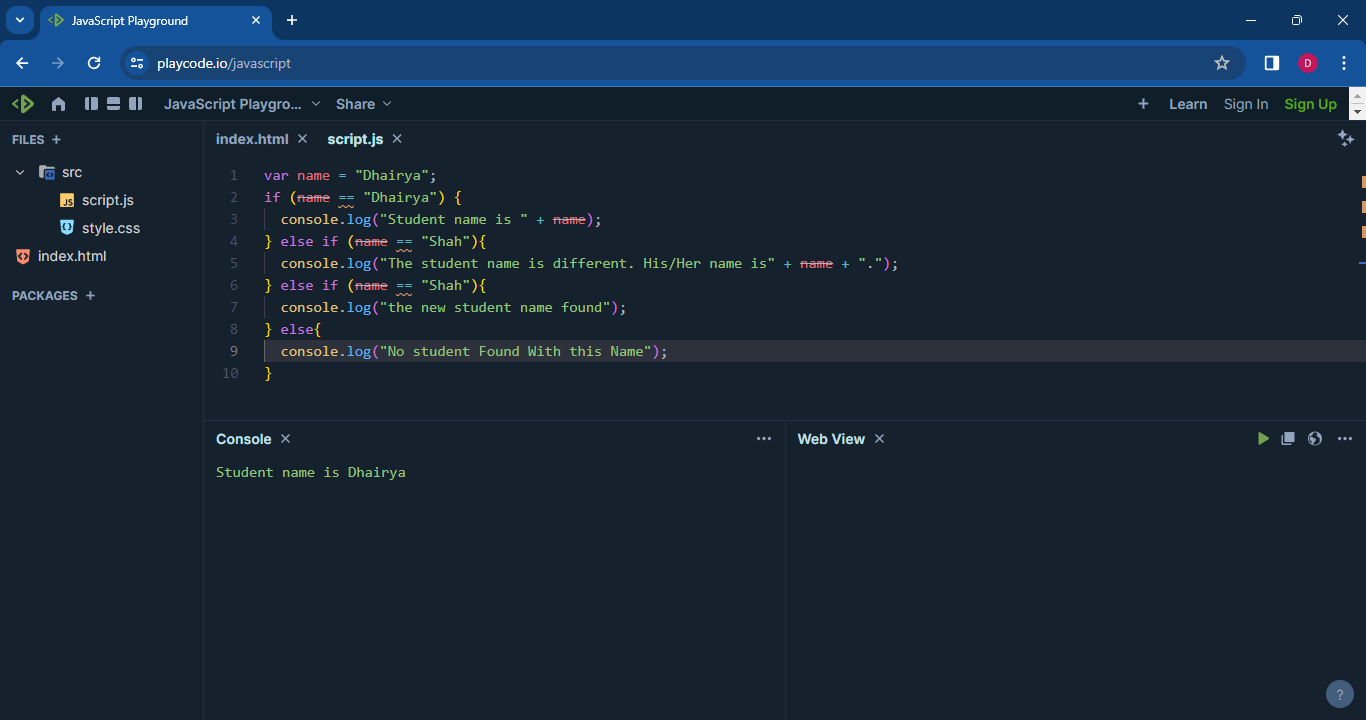 JavaScript Playground
playcode.io/javascript
D
JavaScript Playgro...
Share
Learn
Sign In
Sign Up
FILES
src
JS script.js
style.css
index.html
PACKAGES
index.html
script.js
1 var name = "Dhairya";
2 if (name == "Dhairya") {
3 console.log("Student name is " + name);
4 } else if (name == "Shah"){
5 console.log("The student name is different. His/Her name is" + name + ".");
6 } else if (name == "Shah"){
7 console.log("the new student name found");
8 } else{
9 console.log("No student Found With this Name");
10 }
Console
Web View
Student name is Dhairya
?